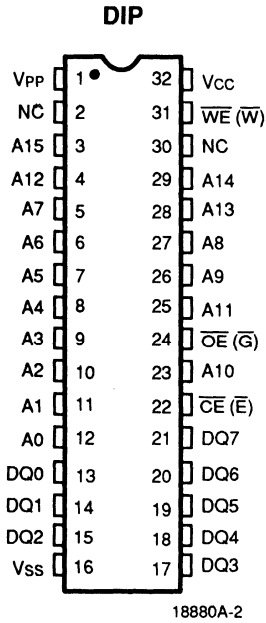 DIP
VPP 1 32 VCC
NC 2 31 W̅E̅ (W̅)
A15 3 30 NC
A12 4 29 A14
A7 5 28 A13
A6 6 27 A8
A5 7 26 A9
A4 8 25 A11
A3 9 24 O̅E̅ (G̅)
A2 10 23 A10
A1 11 22 C̅E̅ (E̅)
A0 12 21 DQ7
DQ0 13 20 DQ6
DQ1 14 19 DQ5
DQ2 15 18 DQ4
VSS 16 17 DQ3
18880A-2